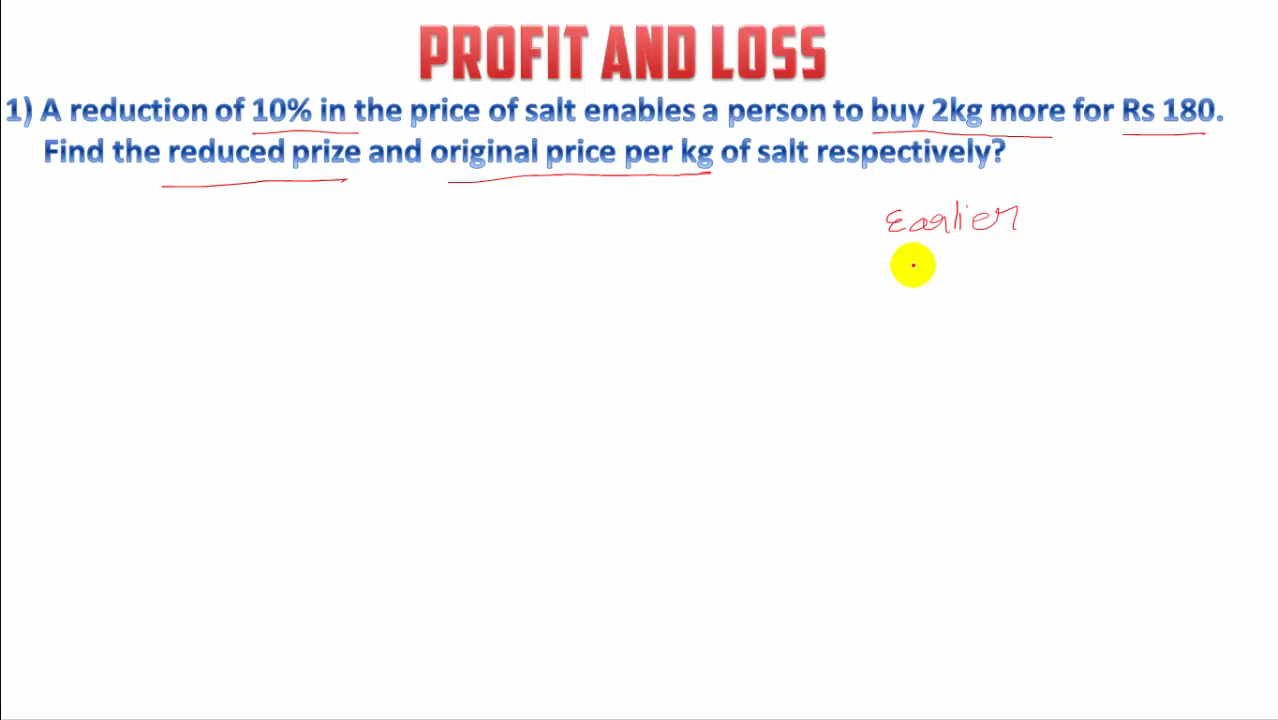 PROFIT AND LOSS
1) A reduction of 10% in the price of salt enables a person to buy 2kg more for Rs 180.
Find the reduced prize and original price per kg of salt respectively?
Earlier